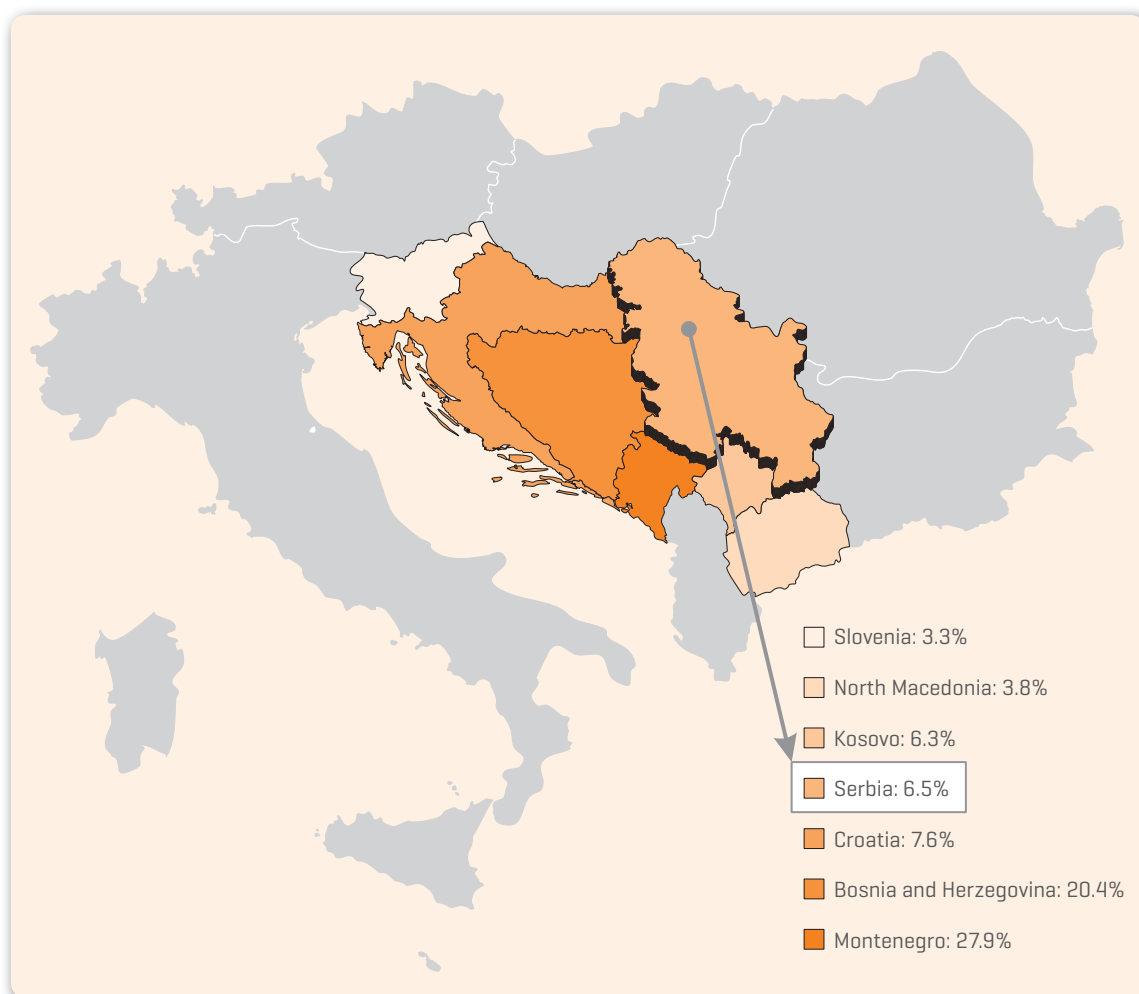 Slovenia: 3.3%
North Macedonia: 3.8%
Kosovo: 6.3%
Serbia: 6.5%
Croatia: 7.6%
Bosnia and Herzegovina: 20.4%
Montenegro: 27.9%